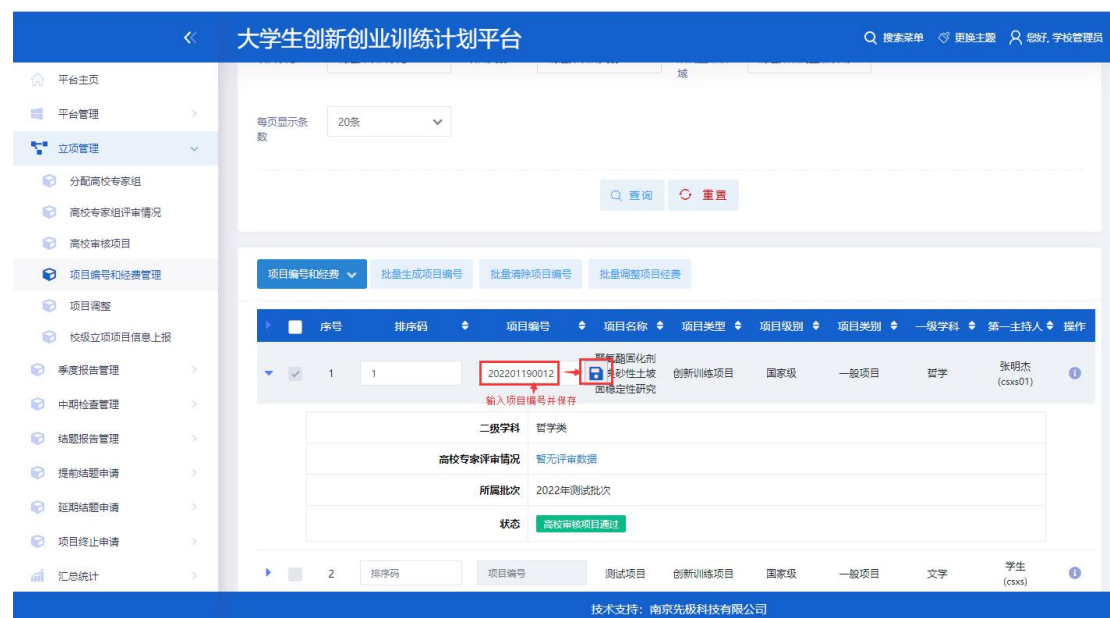 大学生创新创业训练计划平台
搜索菜单 更换主题 您好, 学校管理员
平台主页
平台管理
立项管理
分配高校专家组
高校专家组评审情况
高校审核项目
项目编号和经费管理
项目调整
校级立项项目信息上报
季度报告管理
中期检查管理
结题报告管理
提前结题申请
延期结题申请
项目终止申请
汇总统计
域
每页显示条
数
20条
查询 重置
项目编号和经费 批量生成项目编号 批量清除项目编号 批量调整项目经费
序号 排序码 项目编号 项目名称 项目类型 项目级别 项目类别 一级学科 第一主持人 操作
1 1 202201190012 聚氨酯固化剂
砂性土坡
面稳定性研究
创新训练项目 国家级 一般项目 哲学 张明杰
(csxs01)
输入项目编号并保存
二级学科 哲学类
高校专家评审情况 暂无评审数据
所属批次 2022年测试批次
状态 高校审核项目通过
2 排序码 项目编号 测试项目 创新训练项目 国家级 一般项目 文学 学生
(csxs)
技术支持：南京先极科技有限公司